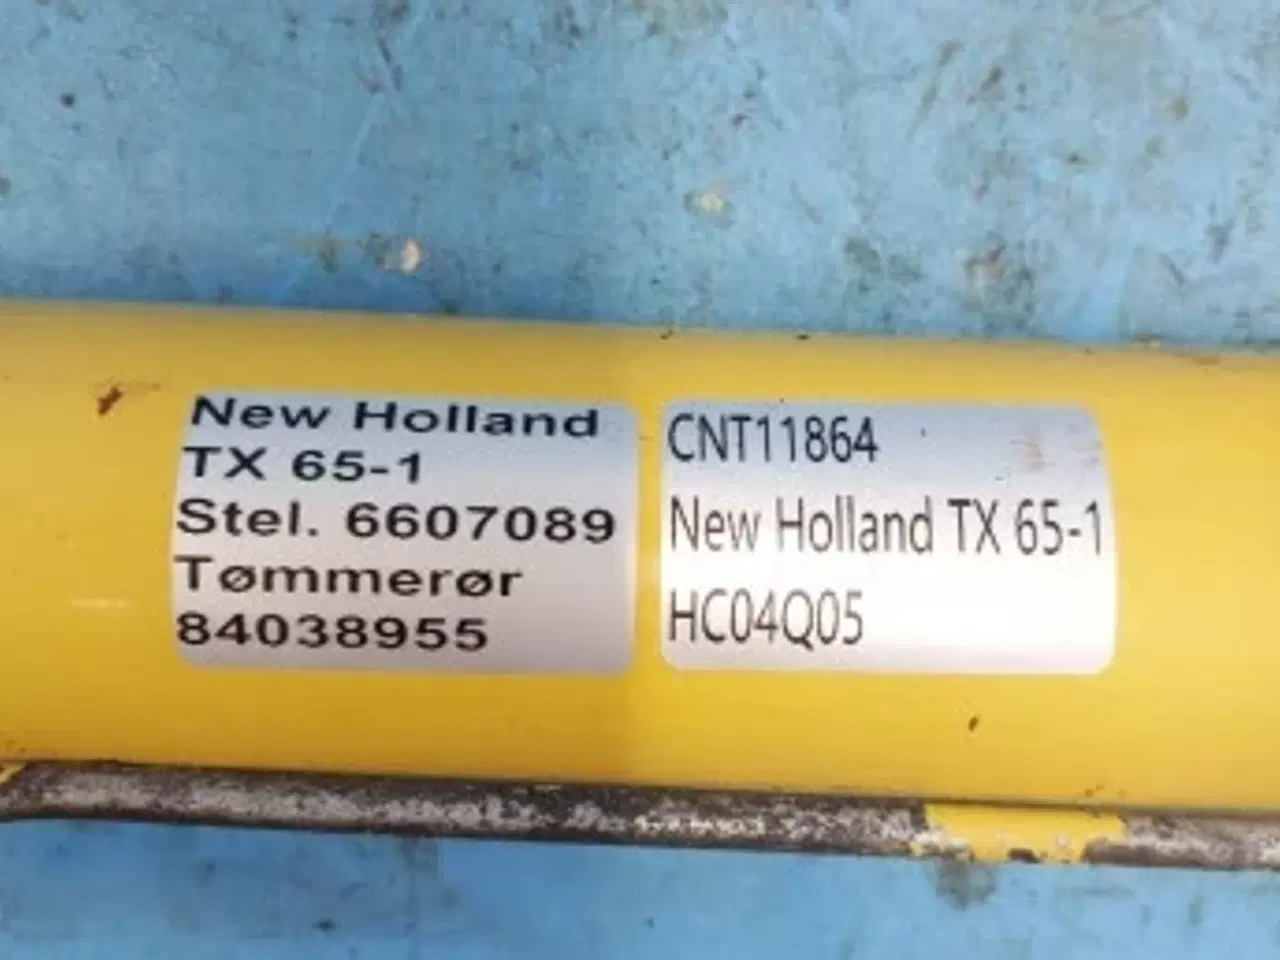 New Holland
TX 65-1
Stel. 6607089
Tømmerør
84038955
CNT11864
New Holland TX 65-1
HC04Q05